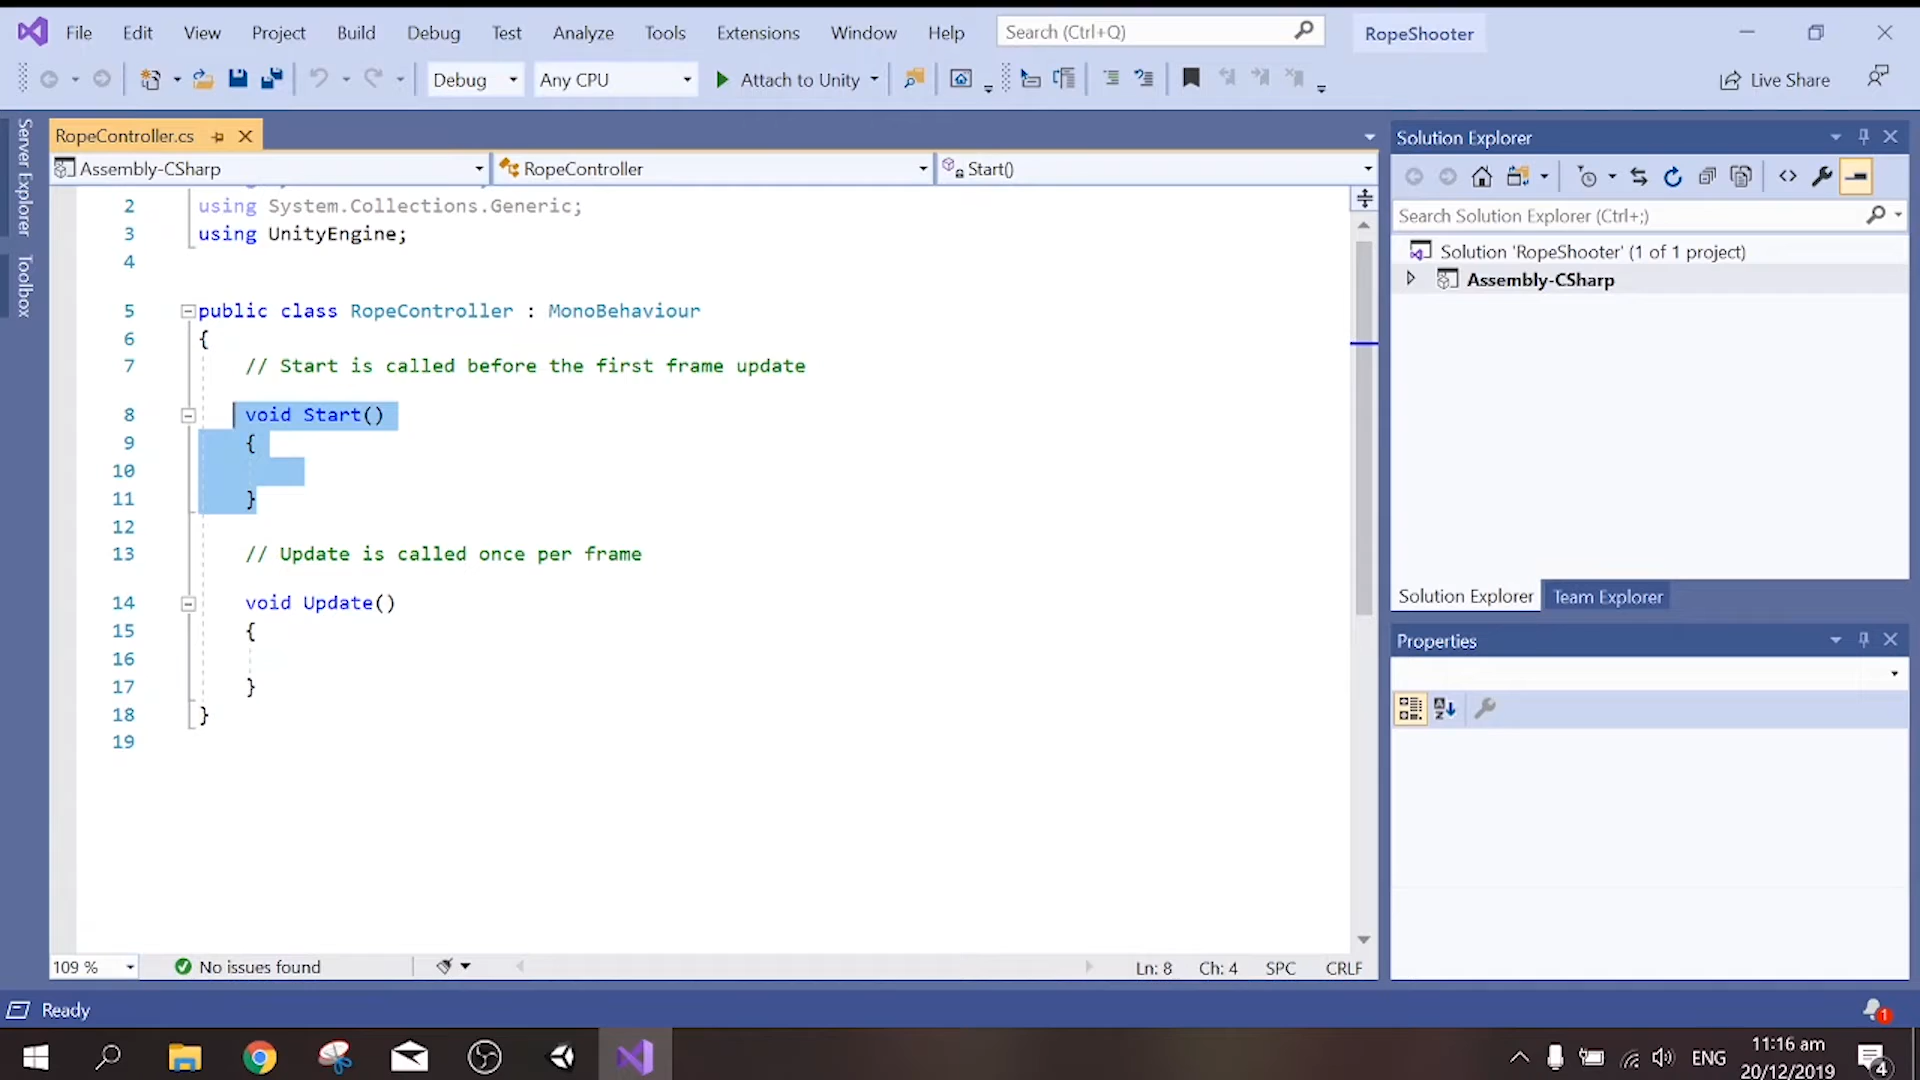 File Edit View Project Build Debug Test Analyze Tools Extensions Window Help Search (Ctrl+Q) RopeShooter
Debug Any CPU Attach to Unity Live Share
Server Explorer
Toolbox
RopeController.cs
Assembly-CSharp RopeController Start()
2 using System.Collections.Generic;
3 using UnityEngine;
4
5 public class RopeController : MonoBehaviour
6 {
7 // Start is called before the first frame update
8 void Start()
9 {
10
11 }
12
13 // Update is called once per frame
14 void Update()
15 {
16
17 }
18 }
19
109 % No issues found Ln: 8 Ch: 4 SPC CRLF
Solution Explorer
Search Solution Explorer (Ctrl+;)
Solution 'RopeShooter' (1 of 1 project)
Assembly-CSharp
Solution Explorer Team Explorer
Properties
Ready 1
ENG 11:16 am
20/12/2019 4